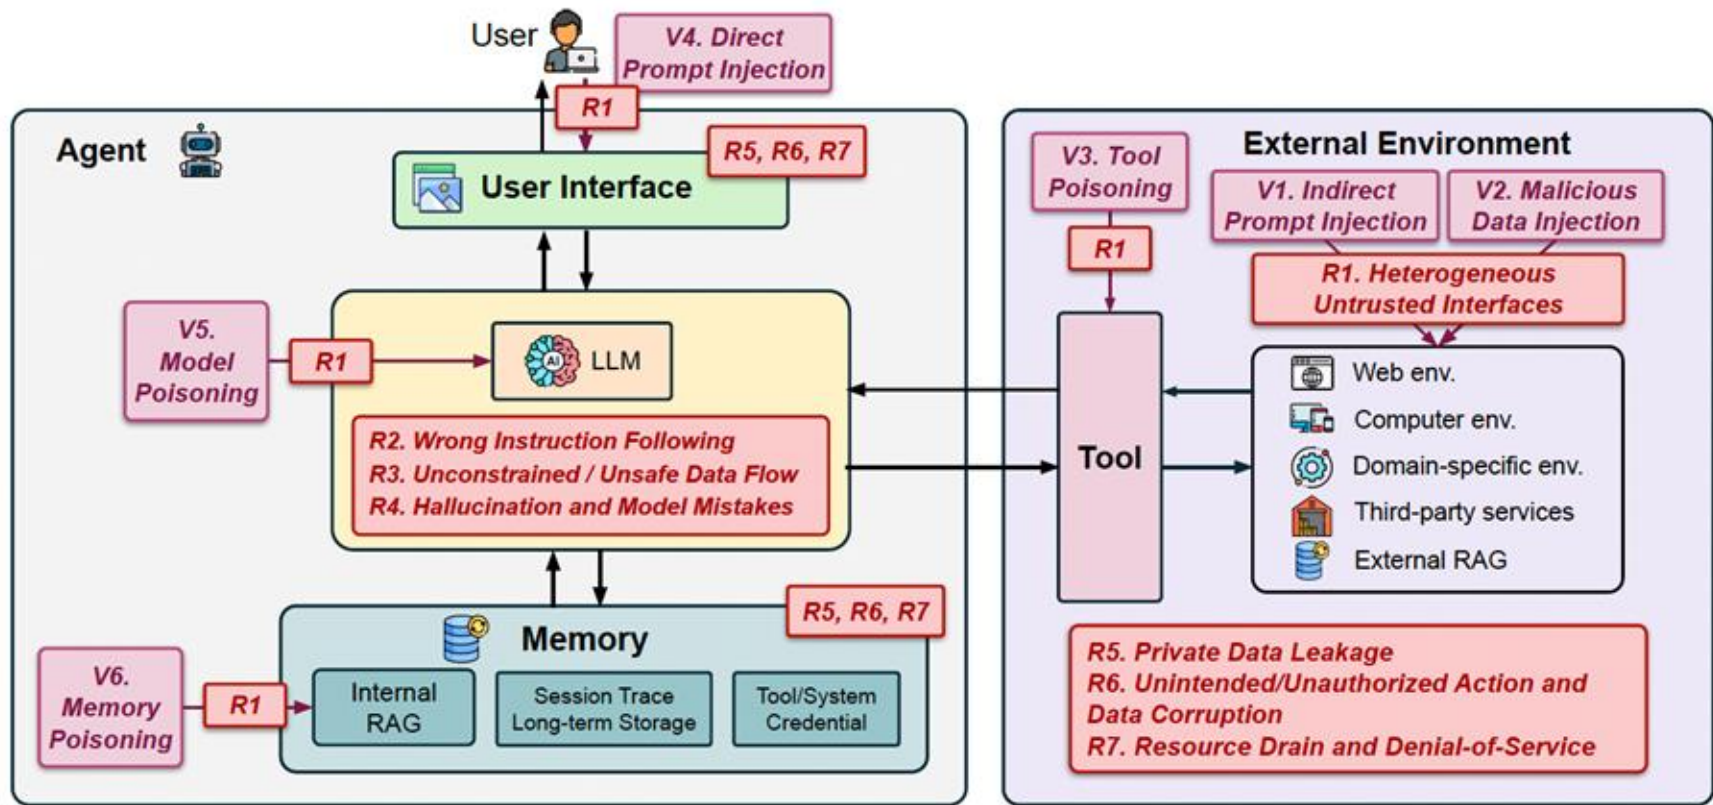 User
V4. Direct
Prompt Injection
R1
Agent
R5, R6, R7
User Interface
V5.
Model
Poisoning
R1
AI
LLM
R2. Wrong Instruction Following
R3. Unconstrained / Unsafe Data Flow
R4. Hallucination and Model Mistakes
R5, R6, R7
Memory
V6.
Memory
Poisoning
R1
Internal
RAG
Session Trace
Long-term Storage
Tool/System
Credential
External Environment
V3. Tool
Poisoning
R1
V1. Indirect
Prompt Injection
V2. Malicious
Data Injection
R1. Heterogeneous
Untrusted Interfaces
Tool
Web env.
Computer env.
Domain-specific env.
Third-party services
External RAG
R5. Private Data Leakage
R6. Unintended/Unauthorized Action and
Data Corruption
R7. Resource Drain and Denial-of-Service